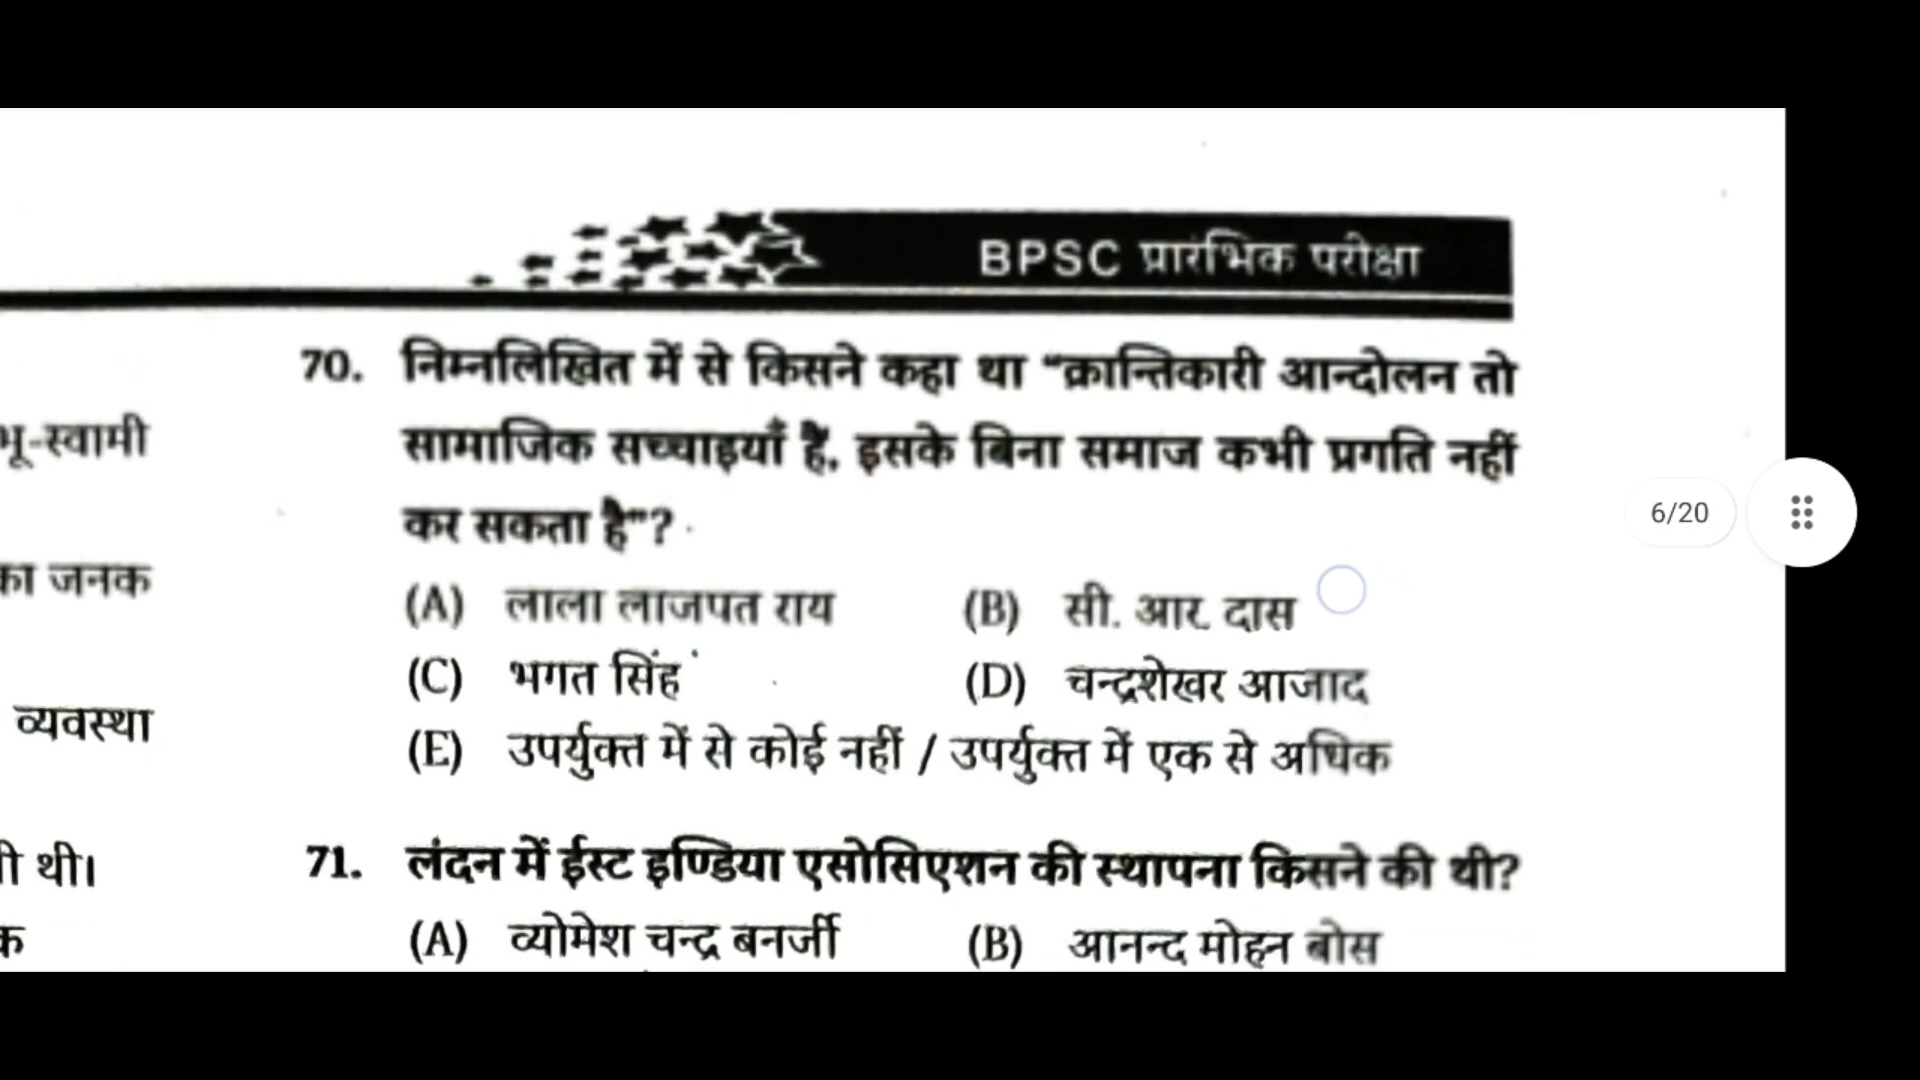 BPSC प्रारंभिक परीक्षा
भू-स्वामी
का जनक
व्यवस्था
ी थी।
क
70. निम्नलिखित में से किसने कहा था “क्रान्तिकारी आन्दोलन तो
सामाजिक सच्चाइयाँ हैं, इसके बिना समाज कभी प्रगति नहीं
कर सकता है”?
(A) लाला लाजपत राय (B) सी. आर. दास
(C) भगत सिंह (D) चन्द्रशेखर आजाद
(E) उपर्युक्त में से कोई नहीं / उपर्युक्त में एक से अधिक
71. लंदन में ईस्ट इण्डिया एसोसिएशन की स्थापना किसने की थी?
(A) व्योमेश चन्द्र बनर्जी (B) आनन्द मोहन बोस
6/20